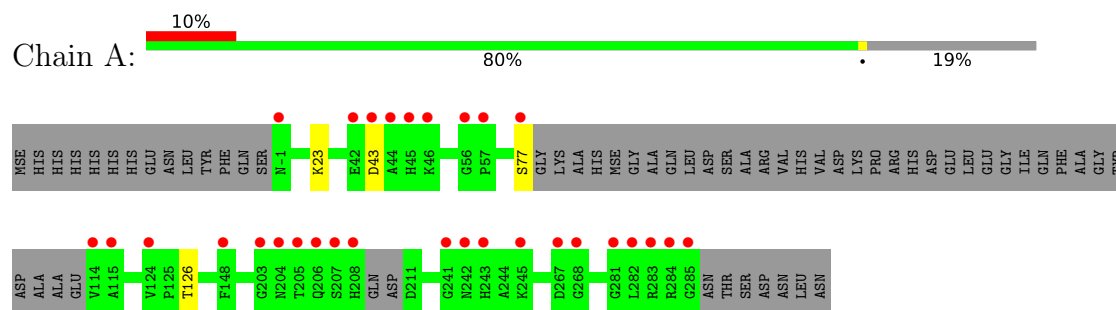 Chain A:
10%
80%
•
19%
MSE HIS HIS HIS HIS HIS HIS GLU ASN LEU TYR PHE GLN SER N-1 K23 E42 D43 A44 H45 K46 G56 P57 S77 GLY LYS ALA HIS MSE GLY ALA GLN LEU ASP SER ALA ARG VAL HIS VAL ASP LYS PRO ARG HIS ASP GLU LEU GLU GLY ILE GLN PHE ALA GLY
ASP ALA ALA GLU V114 A115 V124 P125 T126 F148 G203 N204 T205 Q206 S207 H208 GLN ASP D211 G241 N242 H243 A244 K245 D267 G268 G281 L282 R283 R284 G285 ASN THR SER ASP ASN LEU ASN